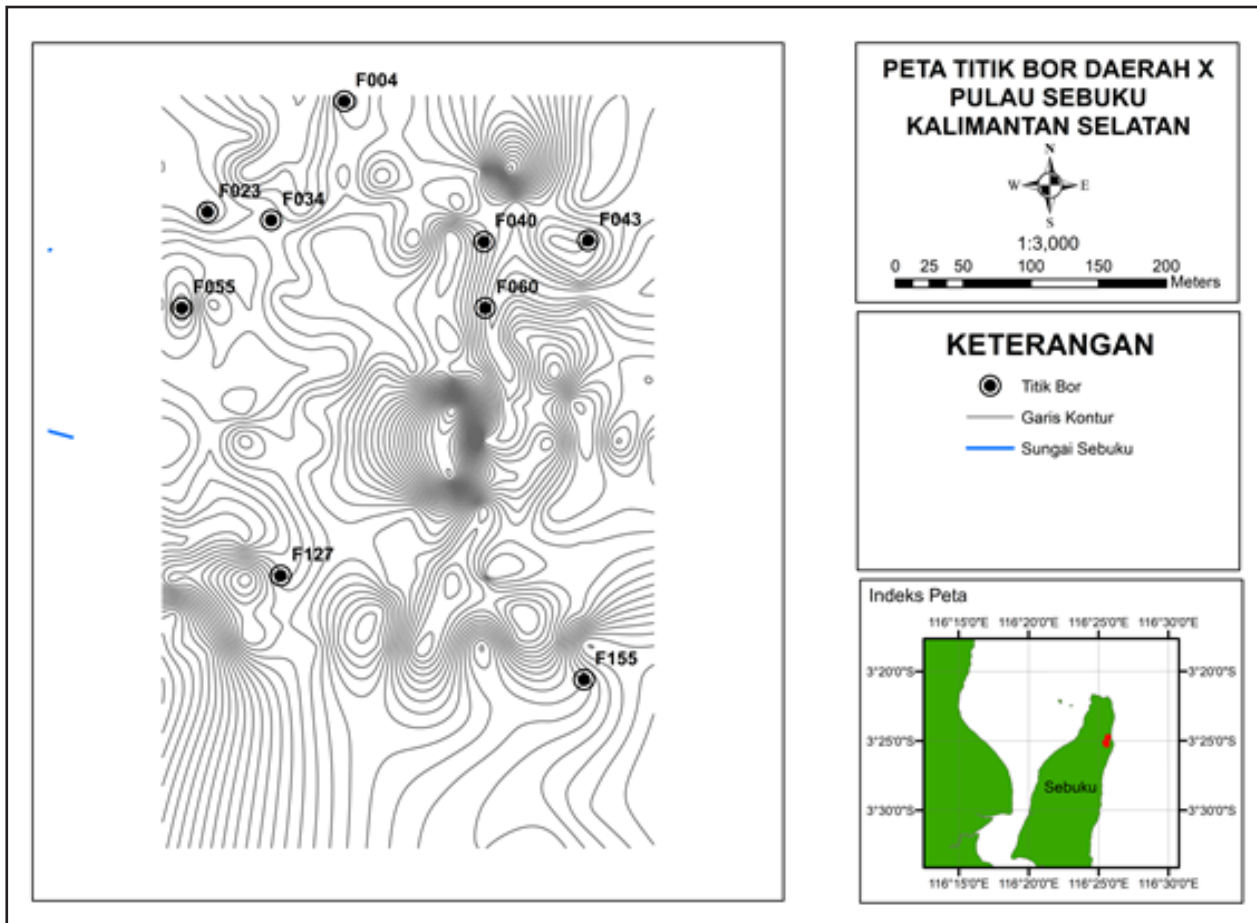 F004
F023
F034
F040
F043
F055
F060
F127
F155
PETA TITIK BOR DAERAH X
PULAU SEBUKU
KALIMANTAN SELATAN
N
W E
S
1:3,000
0 25 50 100 150 200
Meters
KETERANGAN
Titik Bor
Garis Kontur
Sungai Sebuku
Indeks Peta
116°15'0"E 116°20'0"E 116°25'0"E 116°30'0"E
3°20'0"S 3°20'0"S
3°25'0"S 3°25'0"S
Sebuku
3°30'0"S 3°30'0"S
116°15'0"E 116°20'0"E 116°25'0"E 116°30'0"E